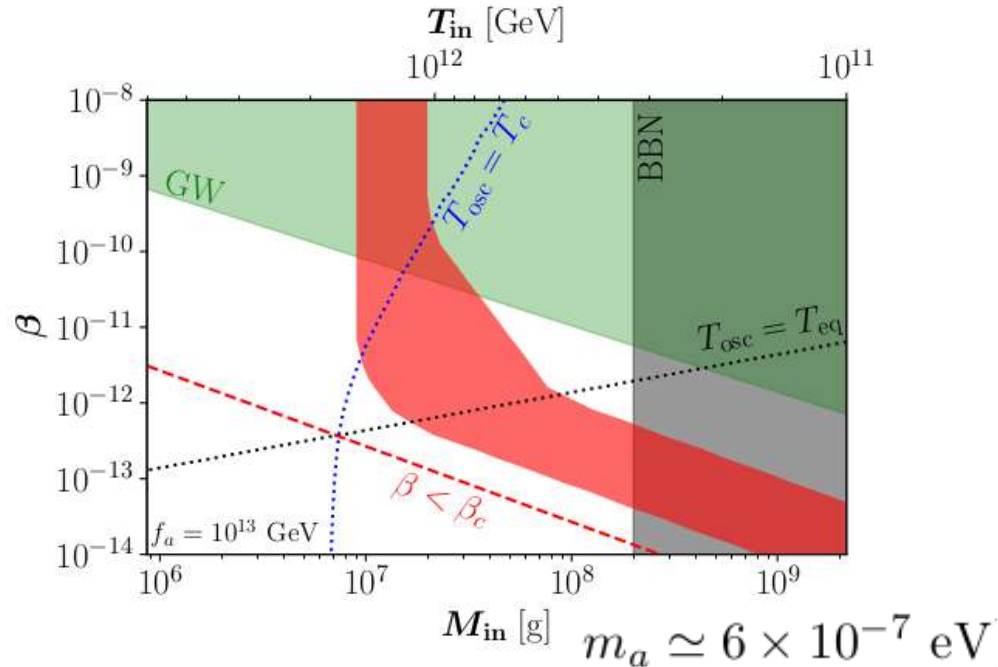 T_in [GeV]
10^12 10^11
10^-8
10^-9
10^-10
10^-11
10^-12
10^-13
10^-14
β
GW
T_osc = T_c
BBN
T_osc = T_eq
β < β_c
f_a = 10^13 GeV
10^6 10^7 10^8 10^9
M_in [g]
m_a ≃ 6 × 10^-7 eV